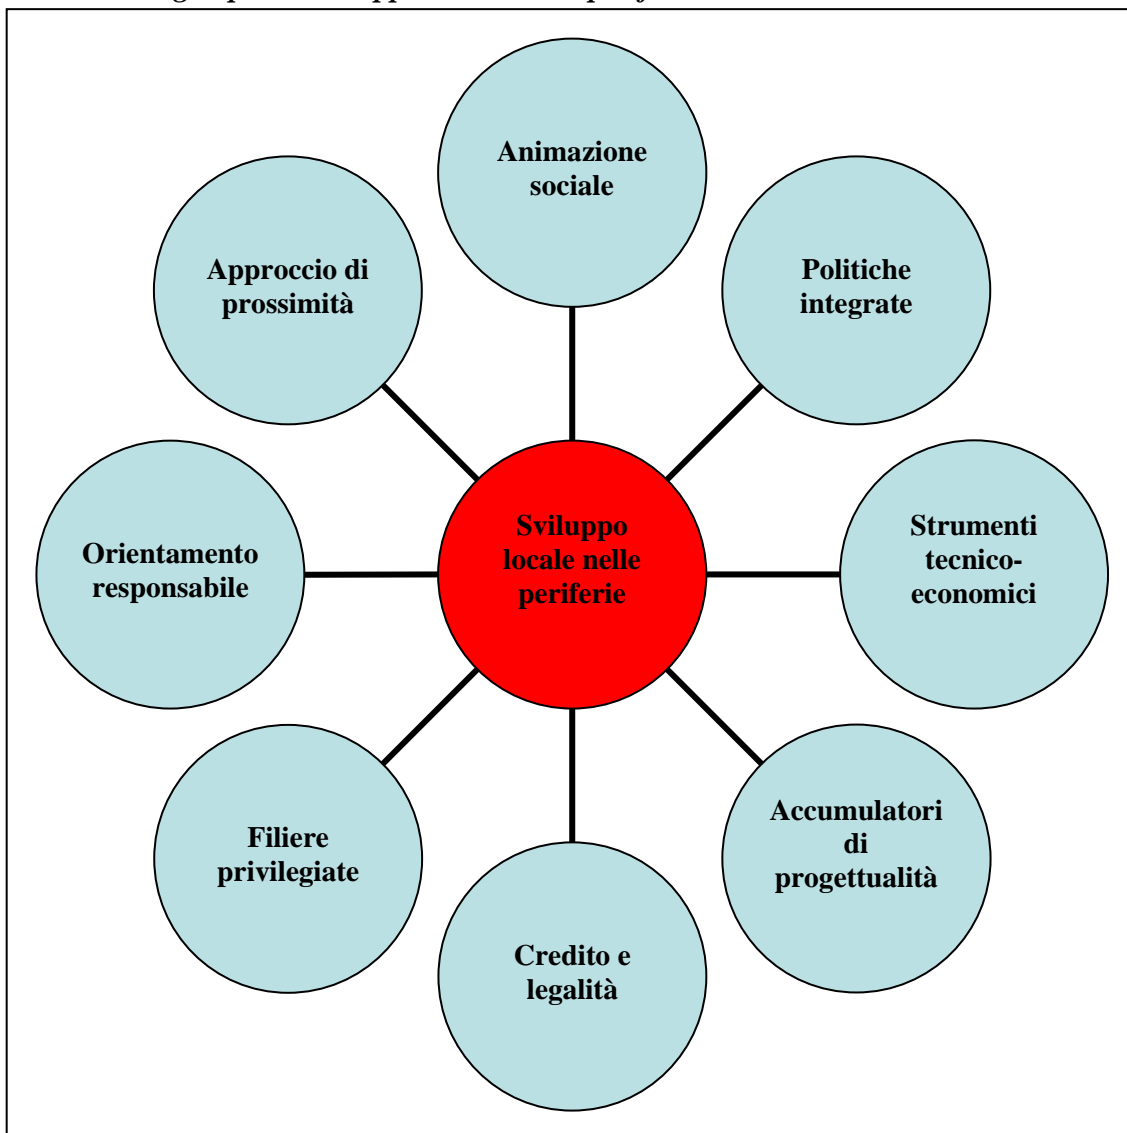 Animazione
sociale
Approccio di
prossimità
Politiche
integrate
Orientamento
responsabile
Sviluppo
locale nelle
periferie
Strumenti
tecnico-
economici
Filiere
privilegiate
Accumulatori
di
progettualità
Credito e
legalità